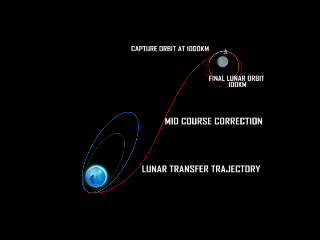 CAPTURE ORBIT AT 1000KM
FINAL LUNAR ORBIT
100KM
MID COURSE CORRECTION
LUNAR TRANSFER TRAJECTORY